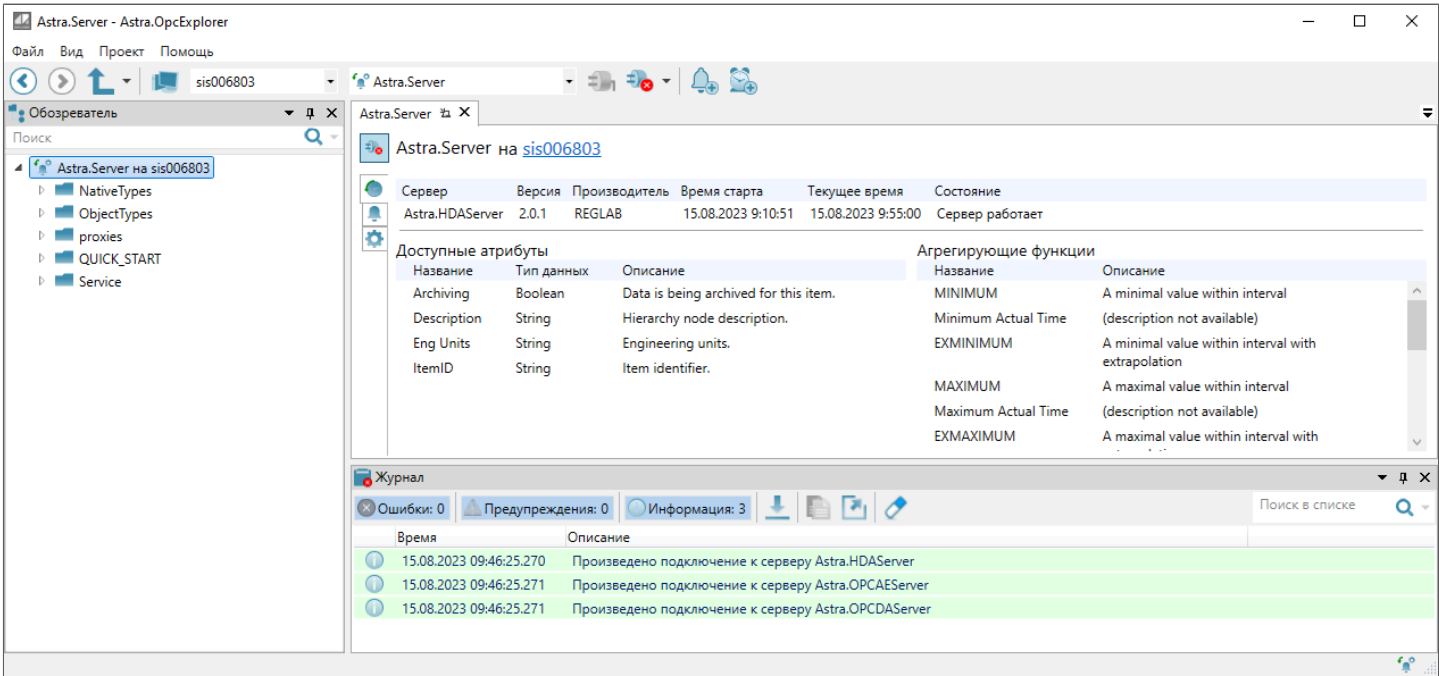 Astra.Server - Astra.OpcExplorer
Файл Вид Проект Помощь
sis006803 Astra.Server
Обозреватель
Поиск
Astra.Server на sis006803
NativeTypes
ObjectTypes
proxies
QUICK_START
Service
Astra.Server
Astra.Server на sis006803
Сервер Версия Производитель Время старта Текущее время Состояние
Astra.HDAServer 2.0.1 REGLAB 15.08.2023 9:10:51 15.08.2023 9:55:00 Сервер работает
Доступные атрибуты
Название Тип данных Описание
Archiving Boolean Data is being archived for this item.
Description String Hierarchy node description.
Eng Units String Engineering units.
ItemID String Item identifier.
Агрегирующие функции
Название Описание
MINIMUM A minimal value within interval
Minimum Actual Time (description not available)
EXMINIMUM A minimal value within interval with
extrapolation
MAXIMUM A maximal value within interval
Maximum Actual Time (description not available)
EXMAXIMUM A maximal value within interval with
Журнал
Ошибки: 0 Предупреждения: 0 Информация: 3 Поиск в списке
Время Описание
15.08.2023 09:46:25.270 Произведено подключение к серверу Astra.HDAServer
15.08.2023 09:46:25.271 Произведено подключение к серверу Astra.OPCAEServer
15.08.2023 09:46:25.271 Произведено подключение к серверу Astra.OPCDAServer